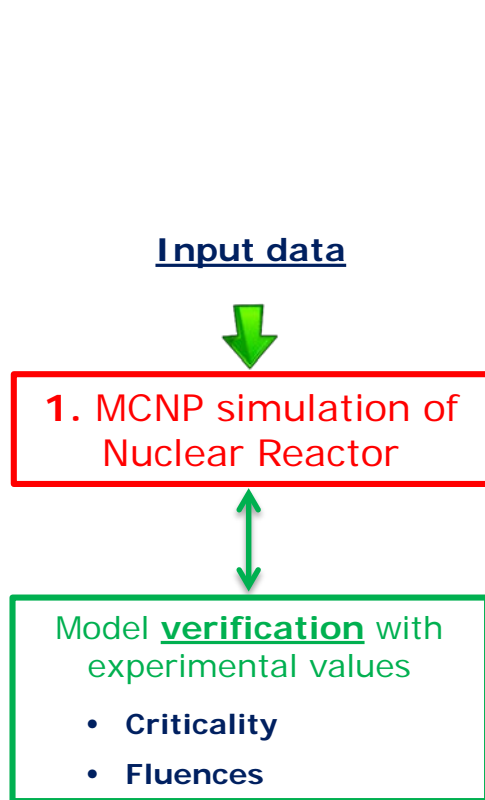 Input data
1. MCNP simulation of
Nuclear Reactor
Model verification with
experimental values
• Criticality
• Fluences